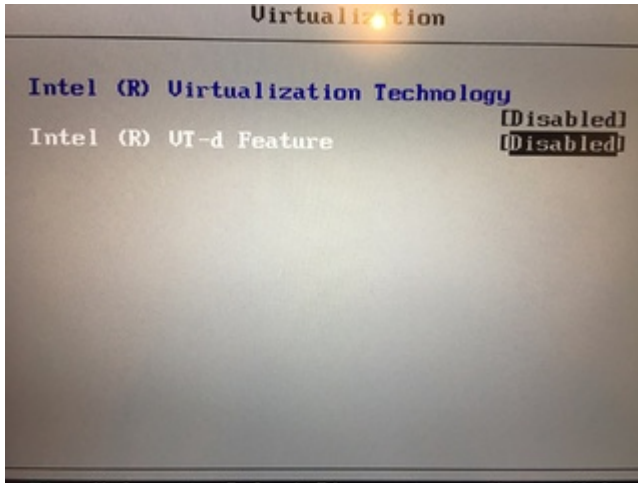 Virtualization
Intel (R) Virtualization Technology
[Disabled]
Intel (R) VT-d Feature [Disabled]